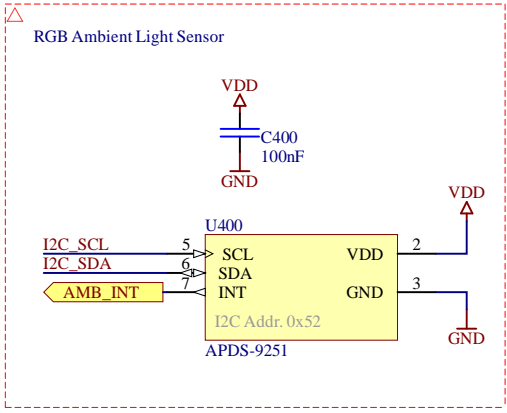 RGB Ambient Light Sensor
VDD
C400
100nF
GND
VDD
U400
I2C_SCL 5 SCL VDD 2
I2C_SDA 6 SDA
AMB_INT 7 INT GND 3
I2C Addr. 0x52
GND
APDS-9251